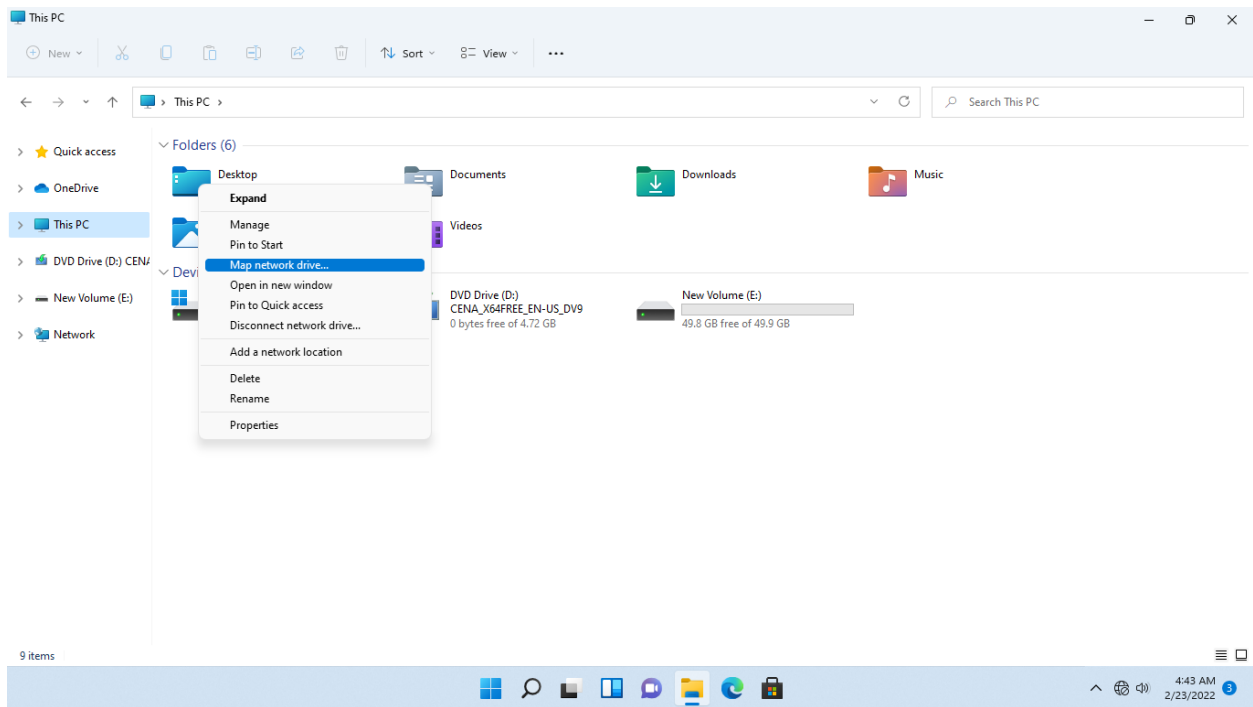 This PC
New
Sort
View
This PC
Search This PC
Quick access
OneDrive
This PC
DVD Drive (D:) CENA
New Volume (E:)
Network
Folders (6)
Desktop
Documents
Downloads
Music
Videos
Devi
DVD Drive (D:)
CENA_X64FREE_EN-US_DV9
0 bytes free of 4.72 GB
New Volume (E:)
49.8 GB free of 49.9 GB
Expand
Manage
Pin to Start
Map network drive...
Open in new window
Pin to Quick access
Disconnect network drive...
Add a network location
Delete
Rename
Properties
9 items
4:43 AM
2/23/2022
3